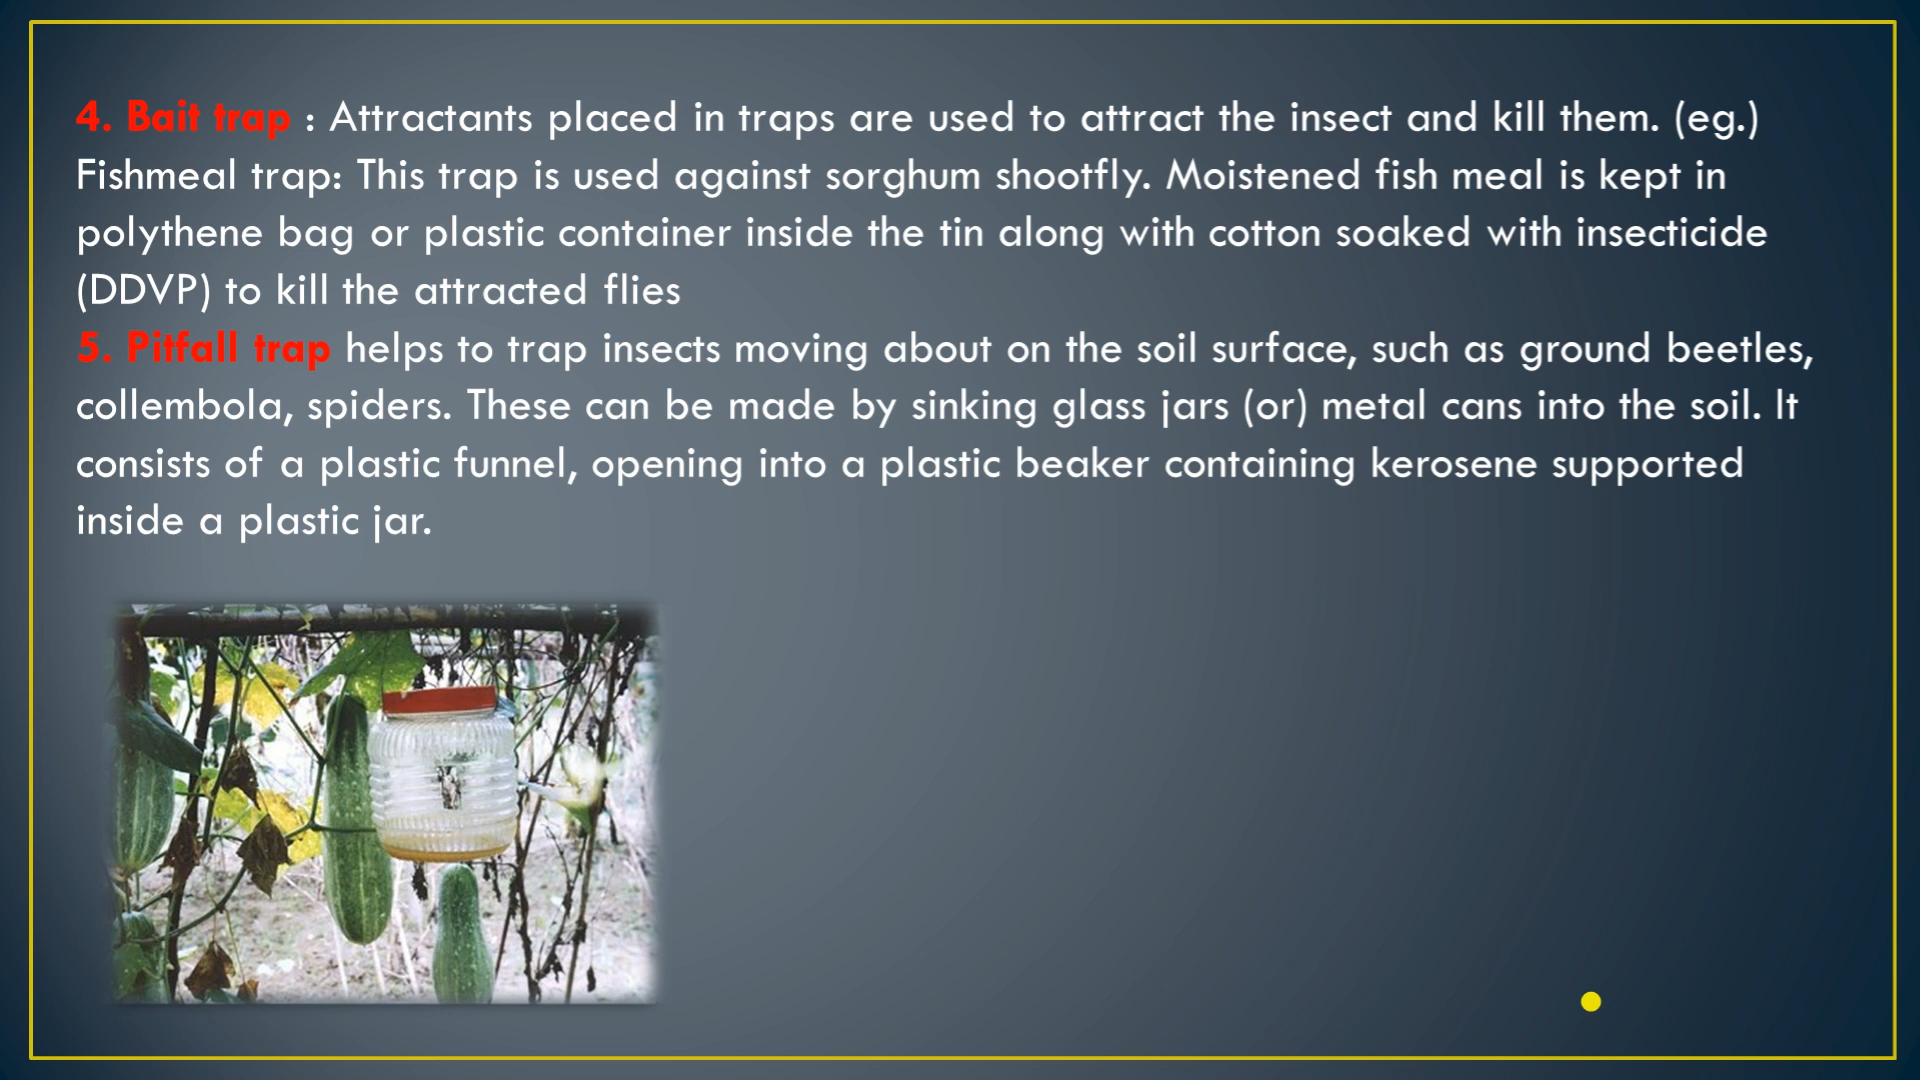 4. Bait trap : Attractants placed in traps are used to attract the insect and kill them. (eg.)
Fishmeal trap: This trap is used against sorghum shootfly. Moistened fish meal is kept in
polythene bag or plastic container inside the tin along with cotton soaked with insecticide
(DDVP) to kill the attracted flies
5. Pitfall trap helps to trap insects moving about on the soil surface, such as ground beetles,
collembola, spiders. These can be made by sinking glass jars (or) metal cans into the soil. It
consists of a plastic funnel, opening into a plastic beaker containing kerosene supported
inside a plastic jar.